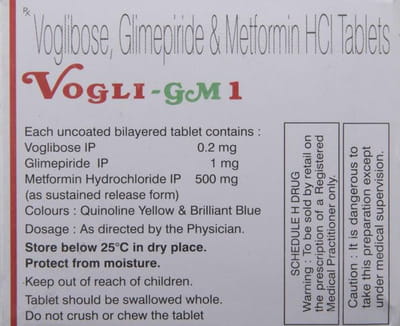 Rx
Voglibose, Glimepiride & Metformin HCl Tablets
VOGLI-GM 1
Each uncoated bilayered tablet contains :
Voglibose IP 0.2 mg
Glimepiride IP 1 mg
Metformin Hydrochloride IP 500 mg
(as sustained release form)
Colours : Quinoline Yellow & Brilliant Blue
Dosage : As directed by the Physician.
Store below 25°C in dry place.
Protect from moisture.
Keep out of reach of children.
Tablet should be swallowed whole.
Do not crush or chew the tablet
SCHEDULE H DRUG
Warning : To be sold by retail on
the prescription of a Registered
Medical Practitioner only.
Caution : It is dangerous to
take this preparation except
under medical supervision.